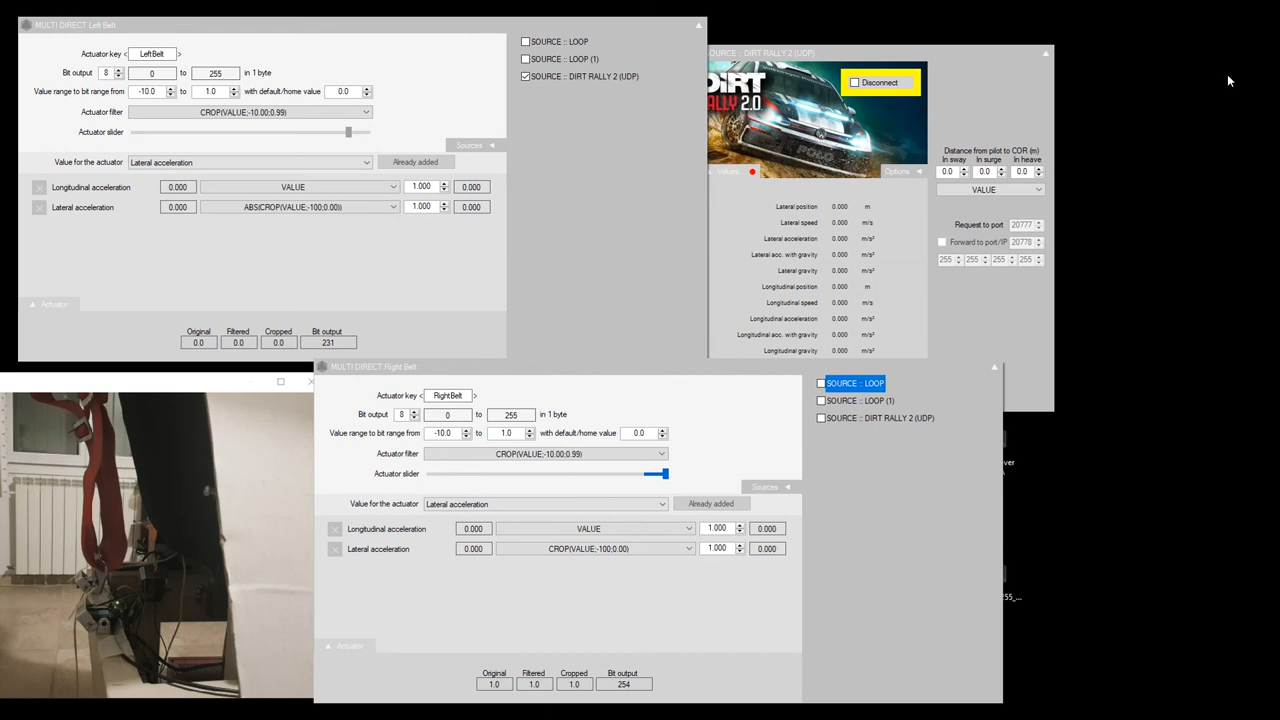 MULTI DIRECT Left Belt
Actuator key < LeftBelt >
Bit output 8 0 to 255 in 1 byte
Value range to bit range from -10.0 to 1.0 with default/home value 0.0
Actuator filter CROP(VALUE;-10.00;0.99)
Actuator slider
Sources
Value for the actuator Lateral acceleration Already added
Longitudinal acceleration 0.000 VALUE 1.000 0.000
Lateral acceleration 0.000 ABS(CROP(VALUE;-100;0.00)) 1.000 0.000
Actuator
Original Filtered Cropped Bit output
0.0 0.0 0.0 231
SOURCE :: LOOP
SOURCE :: LOOP (1)
SOURCE :: DIRT RALLY 2 (UDP)
SOURCE :: DIRT RALLY 2 (UDP)
DiRT
RALLY 2.0
POLO
Disconnect
Values Options
Lateral position 0.000 m
Lateral speed 0.000 m/s
Lateral acceleration 0.000 m/s²
Lateral acc. with gravity 0.000 m/s²
Lateral gravity 0.000 m/s²
Longitudinal position 0.000 m
Longitudinal speed 0.000 m/s
Longitudinal acceleration 0.000 m/s²
Longitudinal acc. with gravity 0.000 m/s²
Longitudinal gravity 0.000 m/s²
Distance from pilot to COR (m)
In sway In surge In heave
0.0 0.0 0.0
VALUE
Request to port 20777
Forward to port/IP 20778
255 255 255 255
MULTI DIRECT Right Belt
Actuator key < RightBelt >
Bit output 8 0 to 255 in 1 byte
Value range to bit range from -10.0 to 1.0 with default/home value 0.0
Actuator filter CROP(VALUE;-10.00;0.99)
Actuator slider
Sources
Value for the actuator Lateral acceleration Already added
Longitudinal acceleration 0.000 VALUE 1.000 0.000
Lateral acceleration 0.000 CROP(VALUE;-100;0.00) 1.000 0.000
Actuator
Original Filtered Cropped Bit output
1.0 1.0 1.0 254
SOURCE :: LOOP
SOURCE :: LOOP (1)
SOURCE :: DIRT RALLY 2 (UDP)
over
255_...